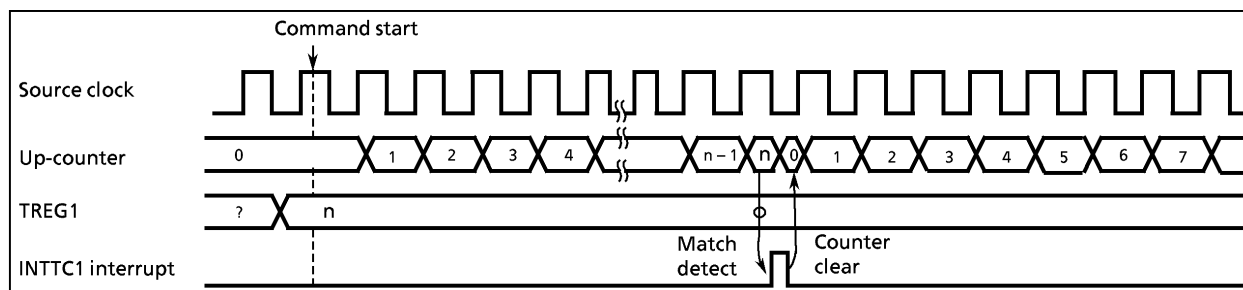 Command start
Source clock
Up-counter
0 1 2 3 4 n – 1 n 0 1 2 3 4 5 6 7
TREG1
? n
Match
detect
Counter
clear
INTTC1 interrupt